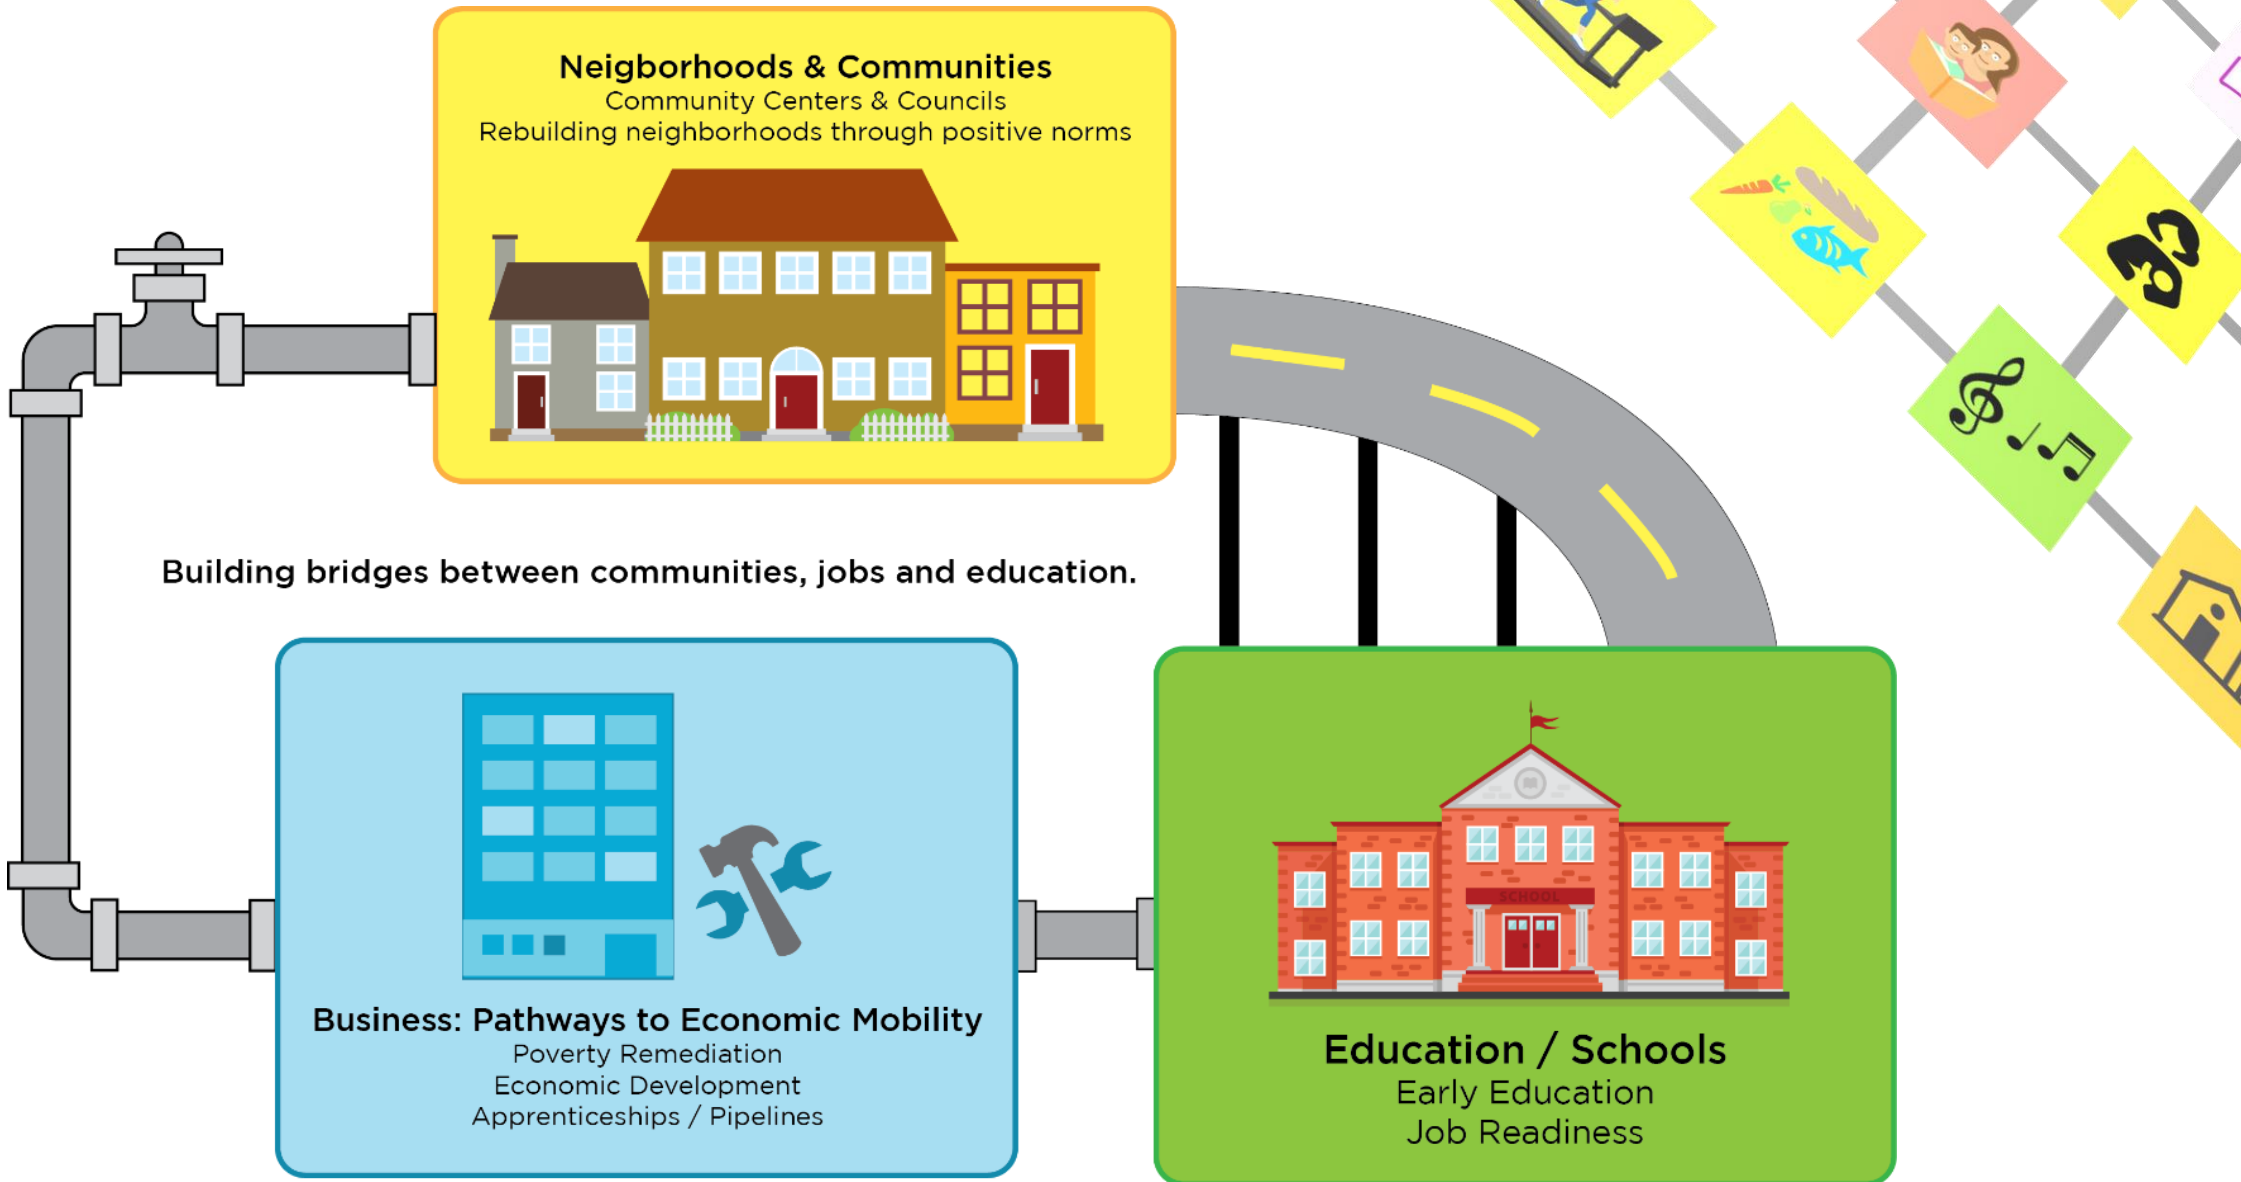 Neigborhoods & Communities
Community Centers & Councils
Rebuilding neighborhoods through positive norms
Building bridges between communities, jobs and education.
Business: Pathways to Economic Mobility
Poverty Remediation
Economic Development
Apprenticeships / Pipelines
SCHOOL
Education / Schools
Early Education
Job Readiness